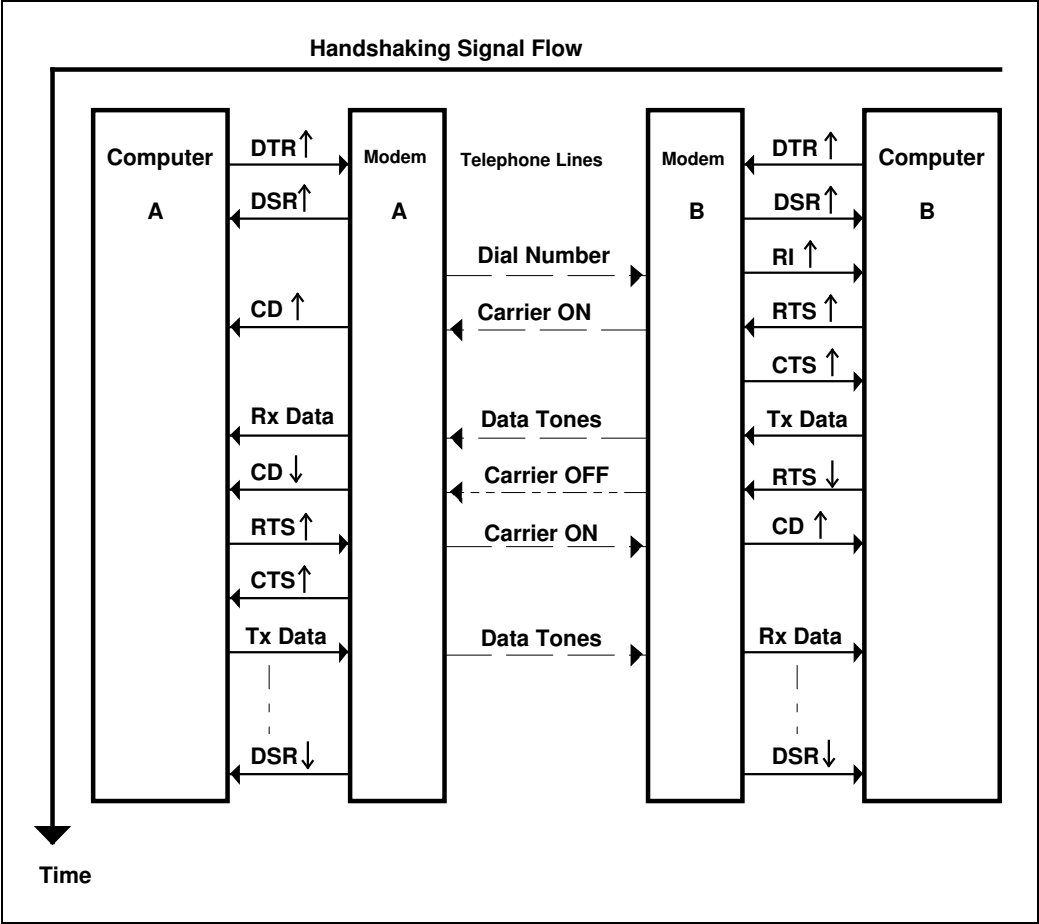 Handshaking Signal Flow
Computer DTR↑ Modem Telephone Lines Modem DTR↑ Computer
A DSR↑ A B DSR↑ B
Dial Number RI ↑
CD ↑ Carrier ON RTS ↑
CTS ↑
Rx Data Data Tones Tx Data
CD ↓ Carrier OFF RTS ↓
RTS↑ Carrier ON CD ↑
CTS↑
Tx Data Data Tones Rx Data
DSR↓ DSR↓
Time